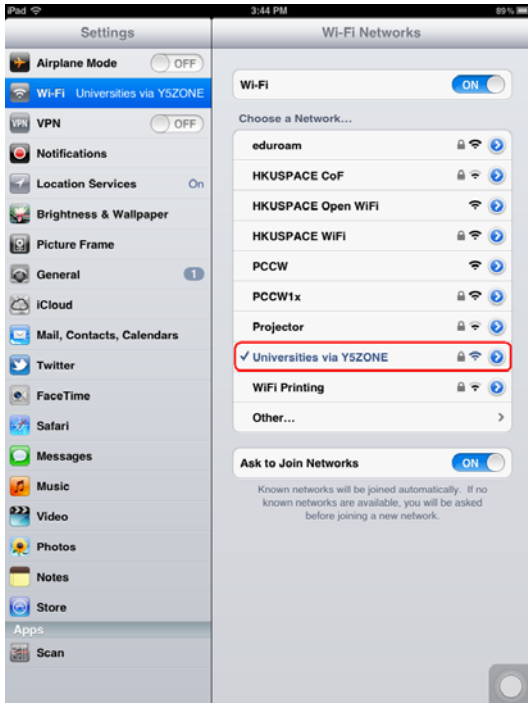 iPad 3:44 PM 89%
Settings
Airplane Mode OFF
Wi-Fi Universities via Y5ZONE
VPN VPN OFF
Notifications
Location Services On
Brightness & Wallpaper
Picture Frame
General 1
iCloud
Mail, Contacts, Calendars
Twitter
FaceTime
Safari
Messages
Music
Video
Photos
Notes
Store
Apps
Scan
Wi-Fi Networks
Wi-Fi ON
Choose a Network...
eduroam
HKUSPACE CoF
HKUSPACE Open WiFi
HKUSPACE WiFi
PCCW
PCCW1x
Projector
Universities via Y5ZONE
WiFi Printing
Other...
Ask to Join Networks ON
Known networks will be joined automatically. If no
known networks are available, you will be asked
before joining a new network.